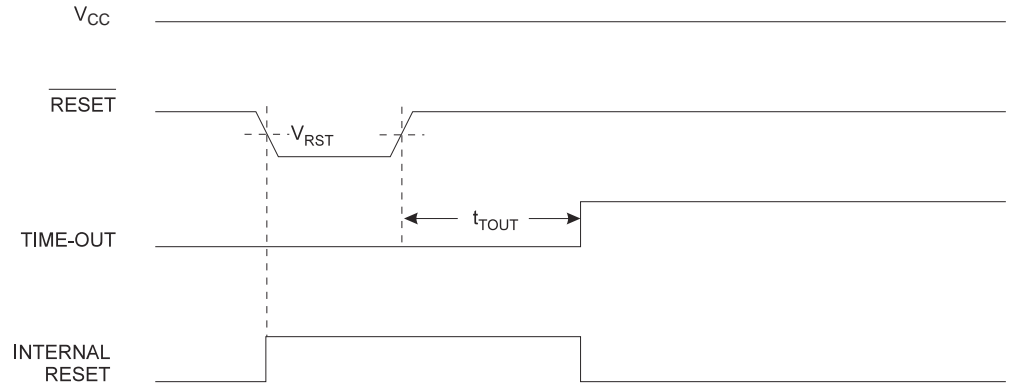 VCC
RESET
VRST
tTOUT
TIME-OUT
INTERNAL
RESET